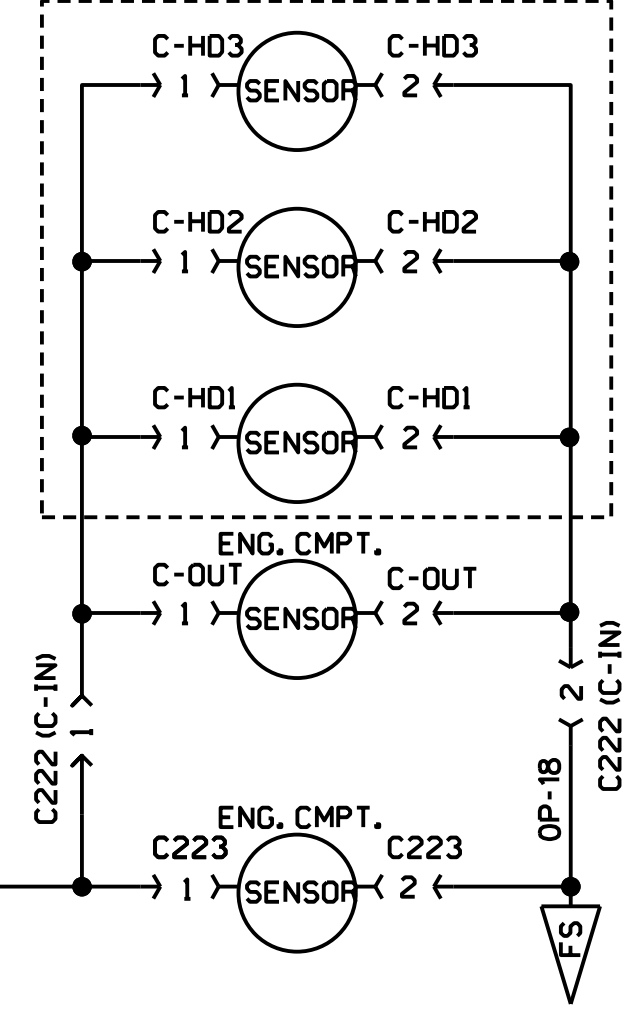 C-HD3 C-HD3
1 SENSOR 2
C-HD2 C-HD2
1 SENSOR 2
C-HD1 C-HD1
1 SENSOR 2
ENG. CMPT.
C-OUT C-OUT
1 SENSOR 2
C222 (C-IN)
1
2
C222 (C-IN)
OP-18
ENG. CMPT.
C223 C223
1 SENSOR 2
FS